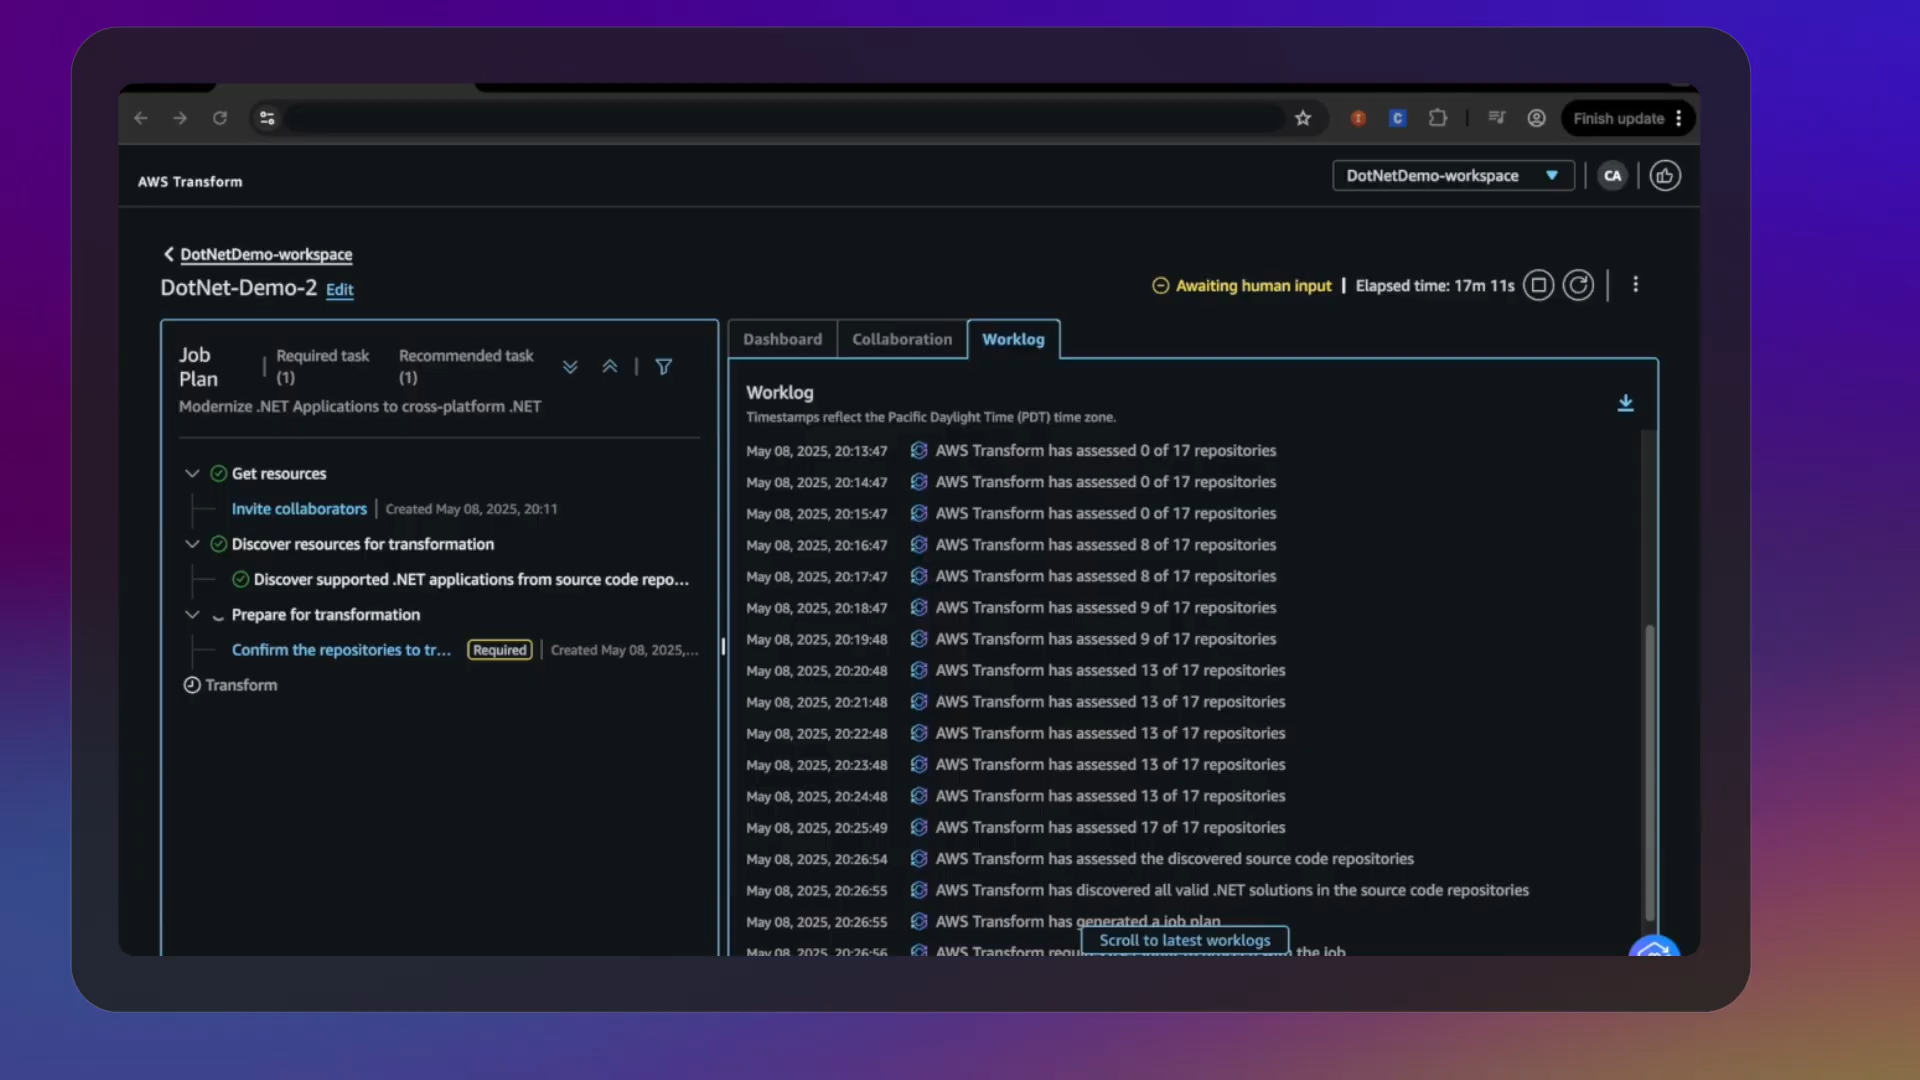 C
Finish update
AWS Transform
DotNetDemo-workspace
CA
DotNetDemo-workspace
DotNet-Demo-2 Edit
Awaiting human input | Elapsed time: 17m 11s
Job Plan | Required task (1) Recommended task (1)
Modernize .NET Applications to cross-platform .NET
Get resources
Invite collaborators | Created May 08, 2025, 20:11
Discover resources for transformation
Discover supported .NET applications from source code repo...
Prepare for transformation
Confirm the repositories to tr... Required | Created May 08, 2025,...
Transform
Dashboard Collaboration Worklog
Worklog
Timestamps reflect the Pacific Daylight Time (PDT) time zone.
May 08, 2025, 20:13:47 AWS Transform has assessed 0 of 17 repositories
May 08, 2025, 20:14:47 AWS Transform has assessed 0 of 17 repositories
May 08, 2025, 20:15:47 AWS Transform has assessed 0 of 17 repositories
May 08, 2025, 20:16:47 AWS Transform has assessed 8 of 17 repositories
May 08, 2025, 20:17:47 AWS Transform has assessed 8 of 17 repositories
May 08, 2025, 20:18:47 AWS Transform has assessed 9 of 17 repositories
May 08, 2025, 20:19:48 AWS Transform has assessed 9 of 17 repositories
May 08, 2025, 20:20:48 AWS Transform has assessed 13 of 17 repositories
May 08, 2025, 20:21:48 AWS Transform has assessed 13 of 17 repositories
May 08, 2025, 20:22:48 AWS Transform has assessed 13 of 17 repositories
May 08, 2025, 20:23:48 AWS Transform has assessed 13 of 17 repositories
May 08, 2025, 20:24:48 AWS Transform has assessed 13 of 17 repositories
May 08, 2025, 20:25:49 AWS Transform has assessed 17 of 17 repositories
May 08, 2025, 20:26:54 AWS Transform has assessed the discovered source code repositories
May 08, 2025, 20:26:55 AWS Transform has discovered all valid .NET solutions in the source code repositories
May 08, 2025, 20:26:55 AWS Transform has generated a job plan
Scroll to latest worklogs
May 08, 2025, 20:26:56 AWS Transform the job